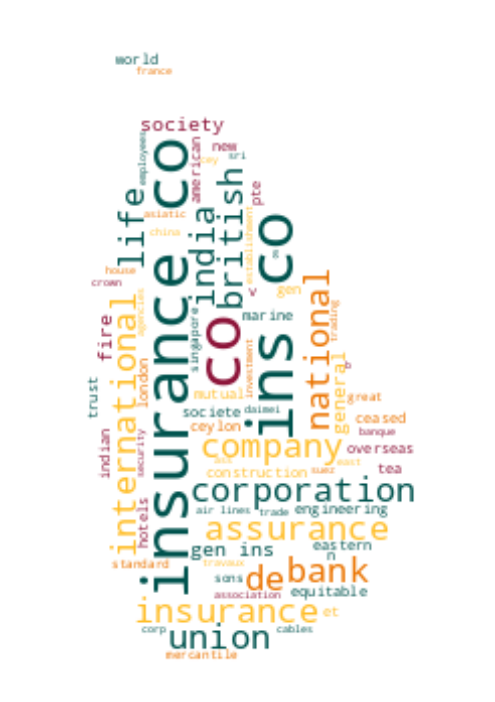 world
france
society
employees
insurance co
american
new
cey
sri
life
british
pte
asiatic
india
establishment
ins co
china
co
house
crown
international
agencies
gen
v
national
marine
trading
fire
singapore
investment
general
b
london
trust
mutual
great
societe
daimei
ceylon
ceased
banque
indian
security
company
overseas
east
tea
construction
suez
corporation
hotels
air lines
trade
engineering
assurance
gen ins
eastern
n
standard
travaux
sons
de
bank
association
equitable
insurance
et
corp
union
cables
mercantile